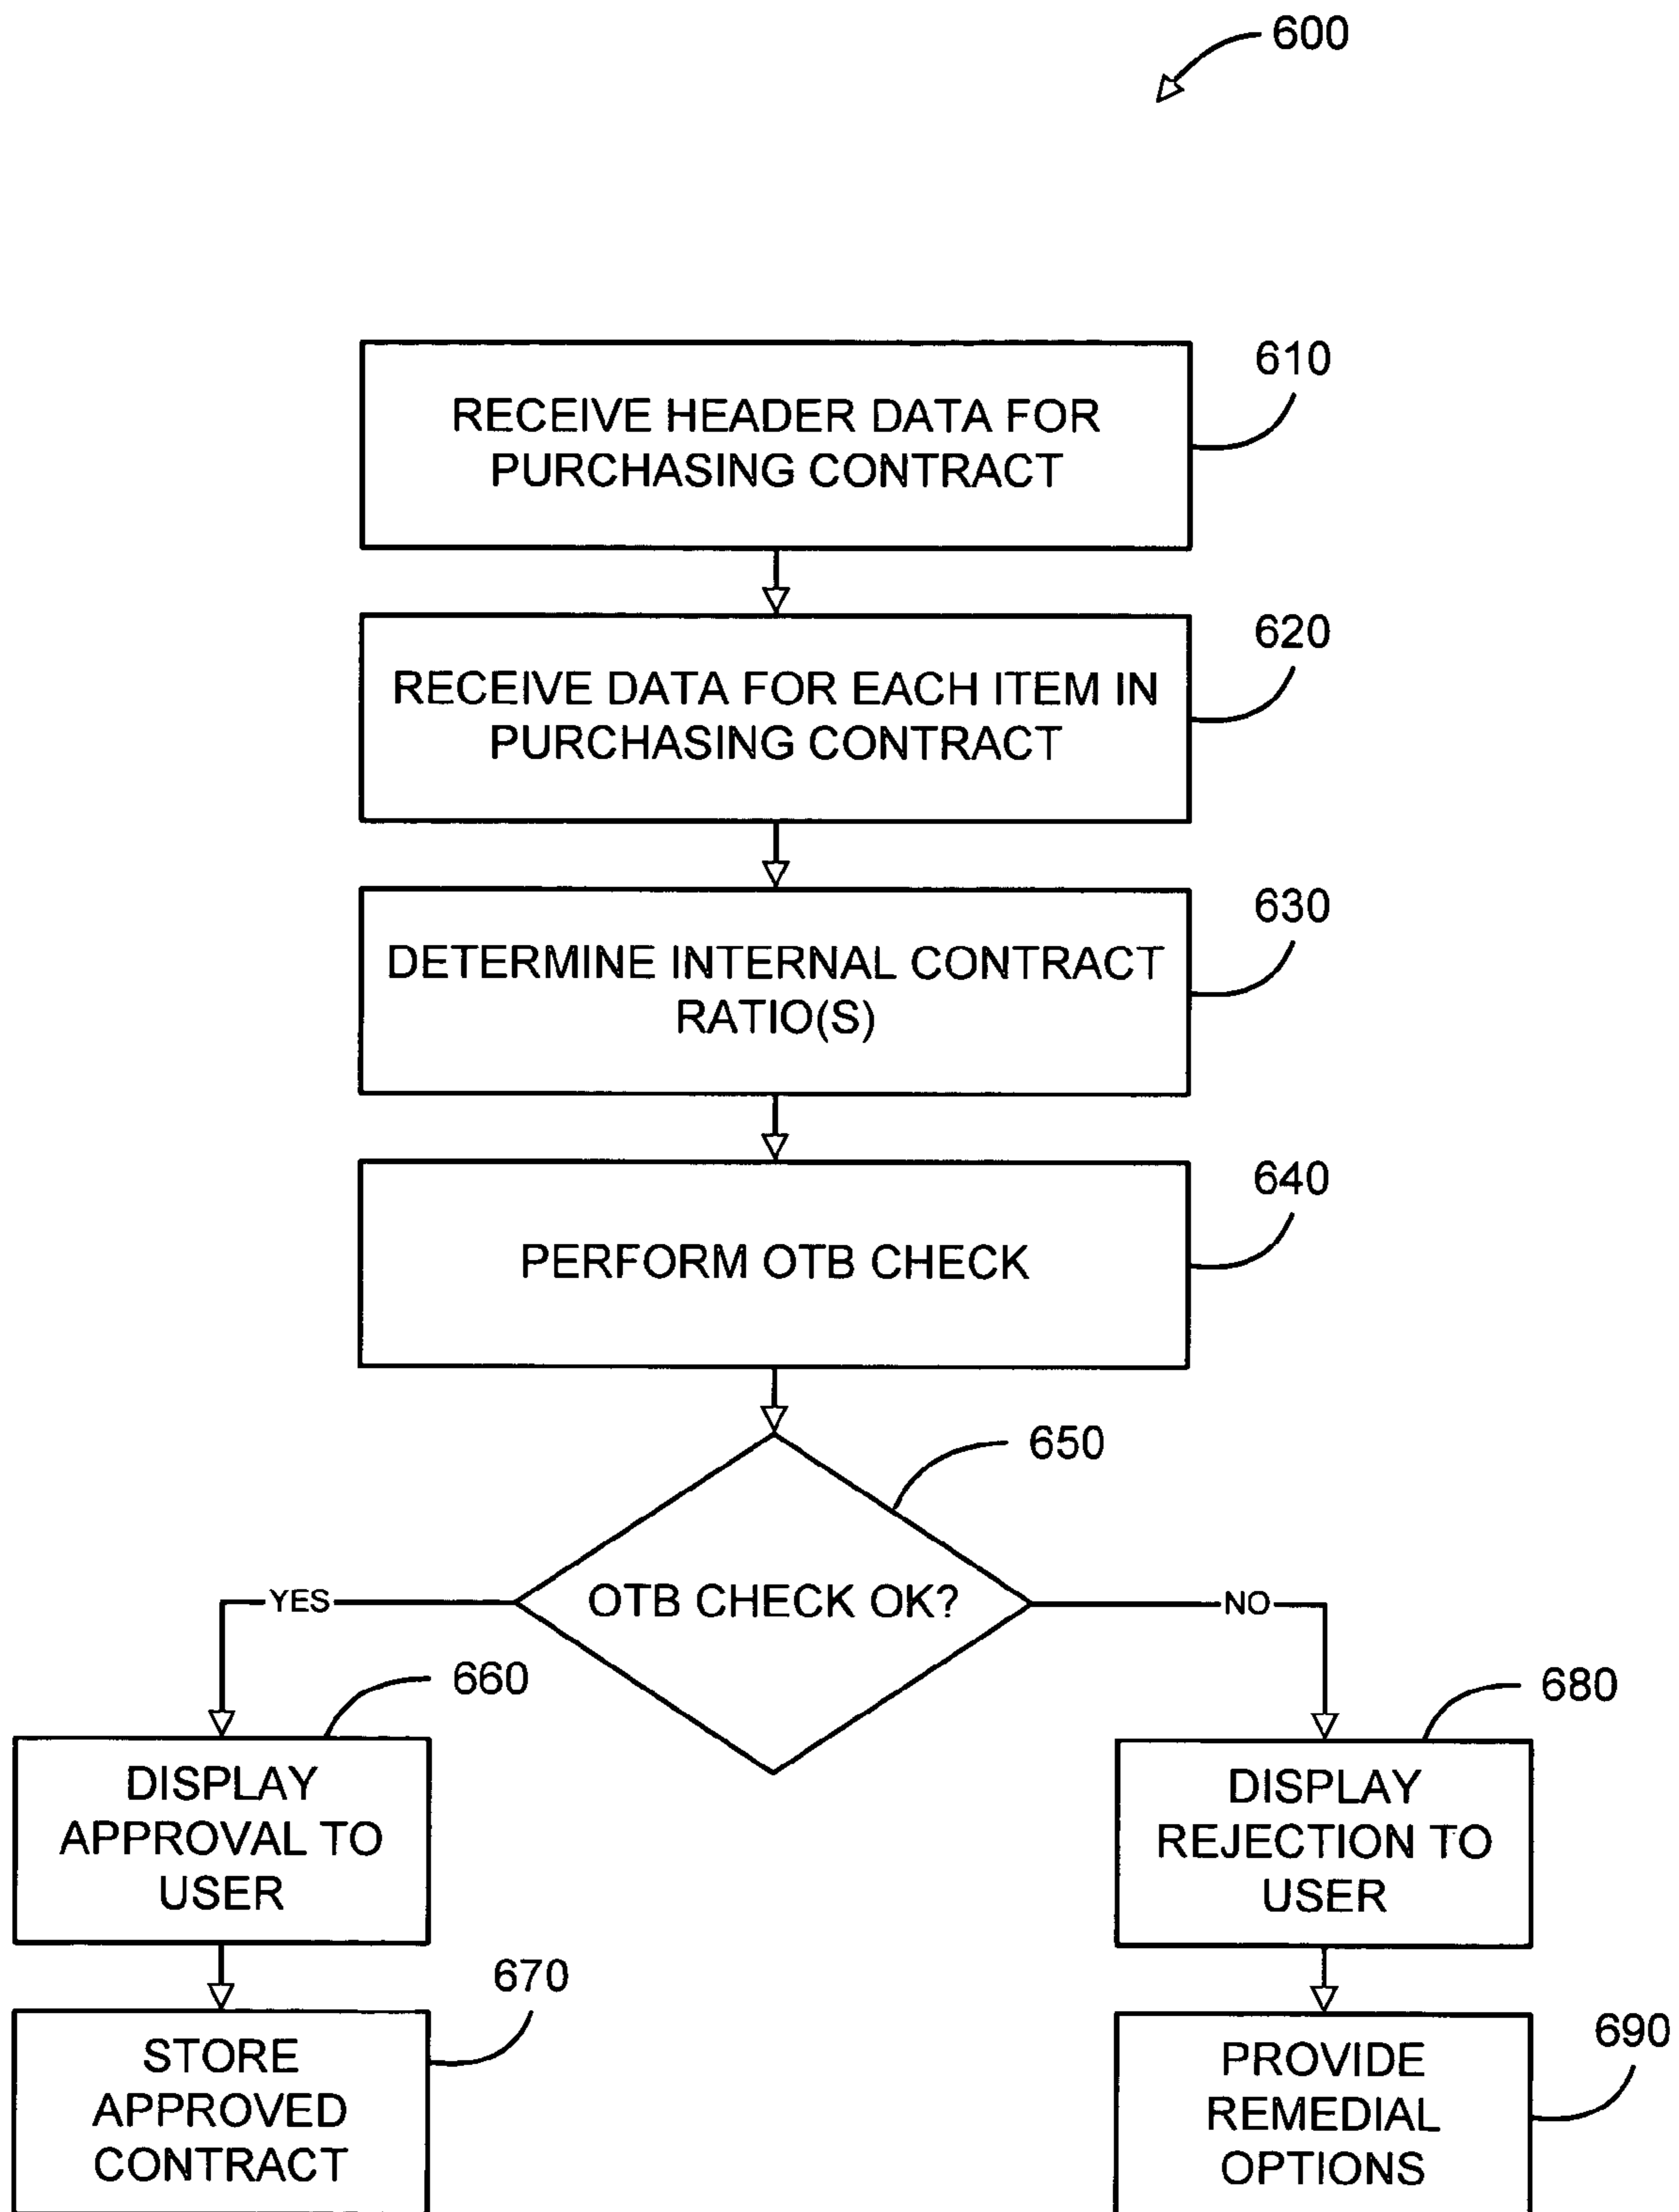 600
610
RECEIVE HEADER DATA FOR
PURCHASING CONTRACT
620
RECEIVE DATA FOR EACH ITEM IN
PURCHASING CONTRACT
630
DETERMINE INTERNAL CONTRACT
RATIO(S)
640
PERFORM OTB CHECK
650
OTB CHECK OK?
YES
NO
660
DISPLAY
APPROVAL TO
USER
680
DISPLAY
REJECTION TO
USER
670
STORE
APPROVED
CONTRACT
690
PROVIDE
REMEDIAL
OPTIONS